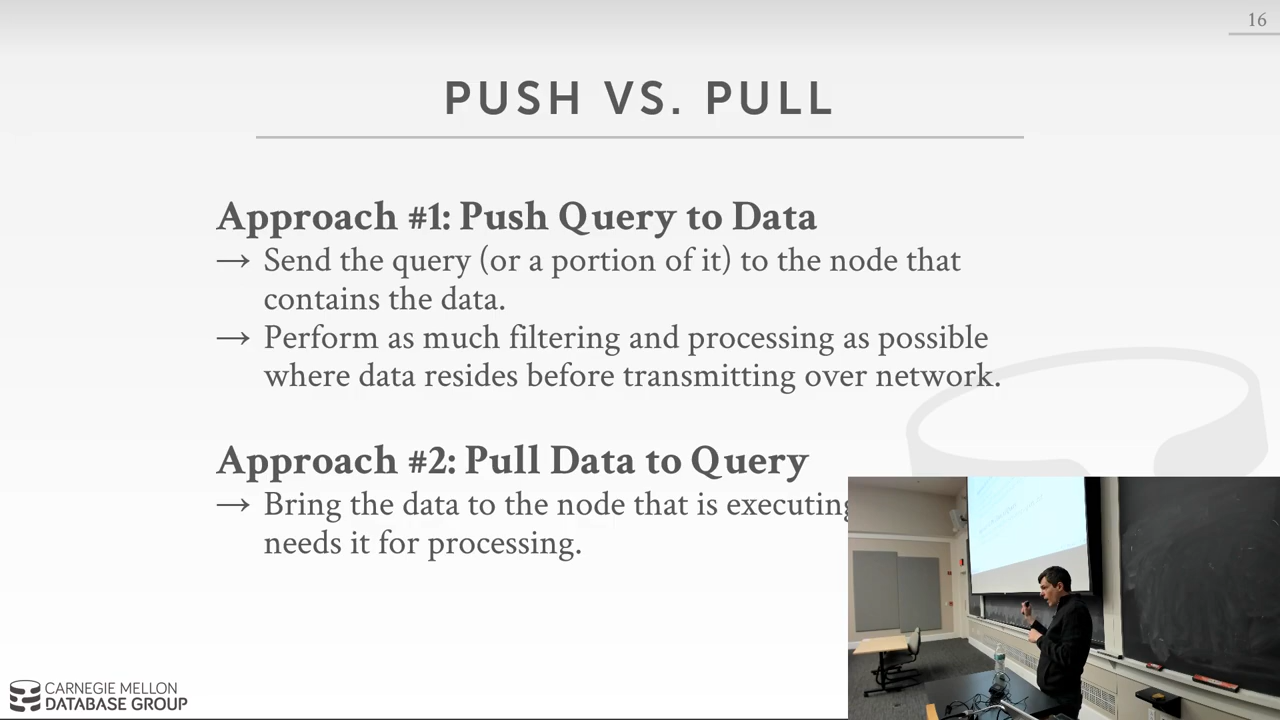 16
PUSH VS. PULL
Approach #1: Push Query to Data
→ Send the query (or a portion of it) to the node that
contains the data.
→ Perform as much filtering and processing as possible
where data resides before transmitting over network.
Approach #2: Pull Data to Query
→ Bring the data to the node that is executing
needs it for processing.
CARNEGIE MELLON
DATABASE GROUP